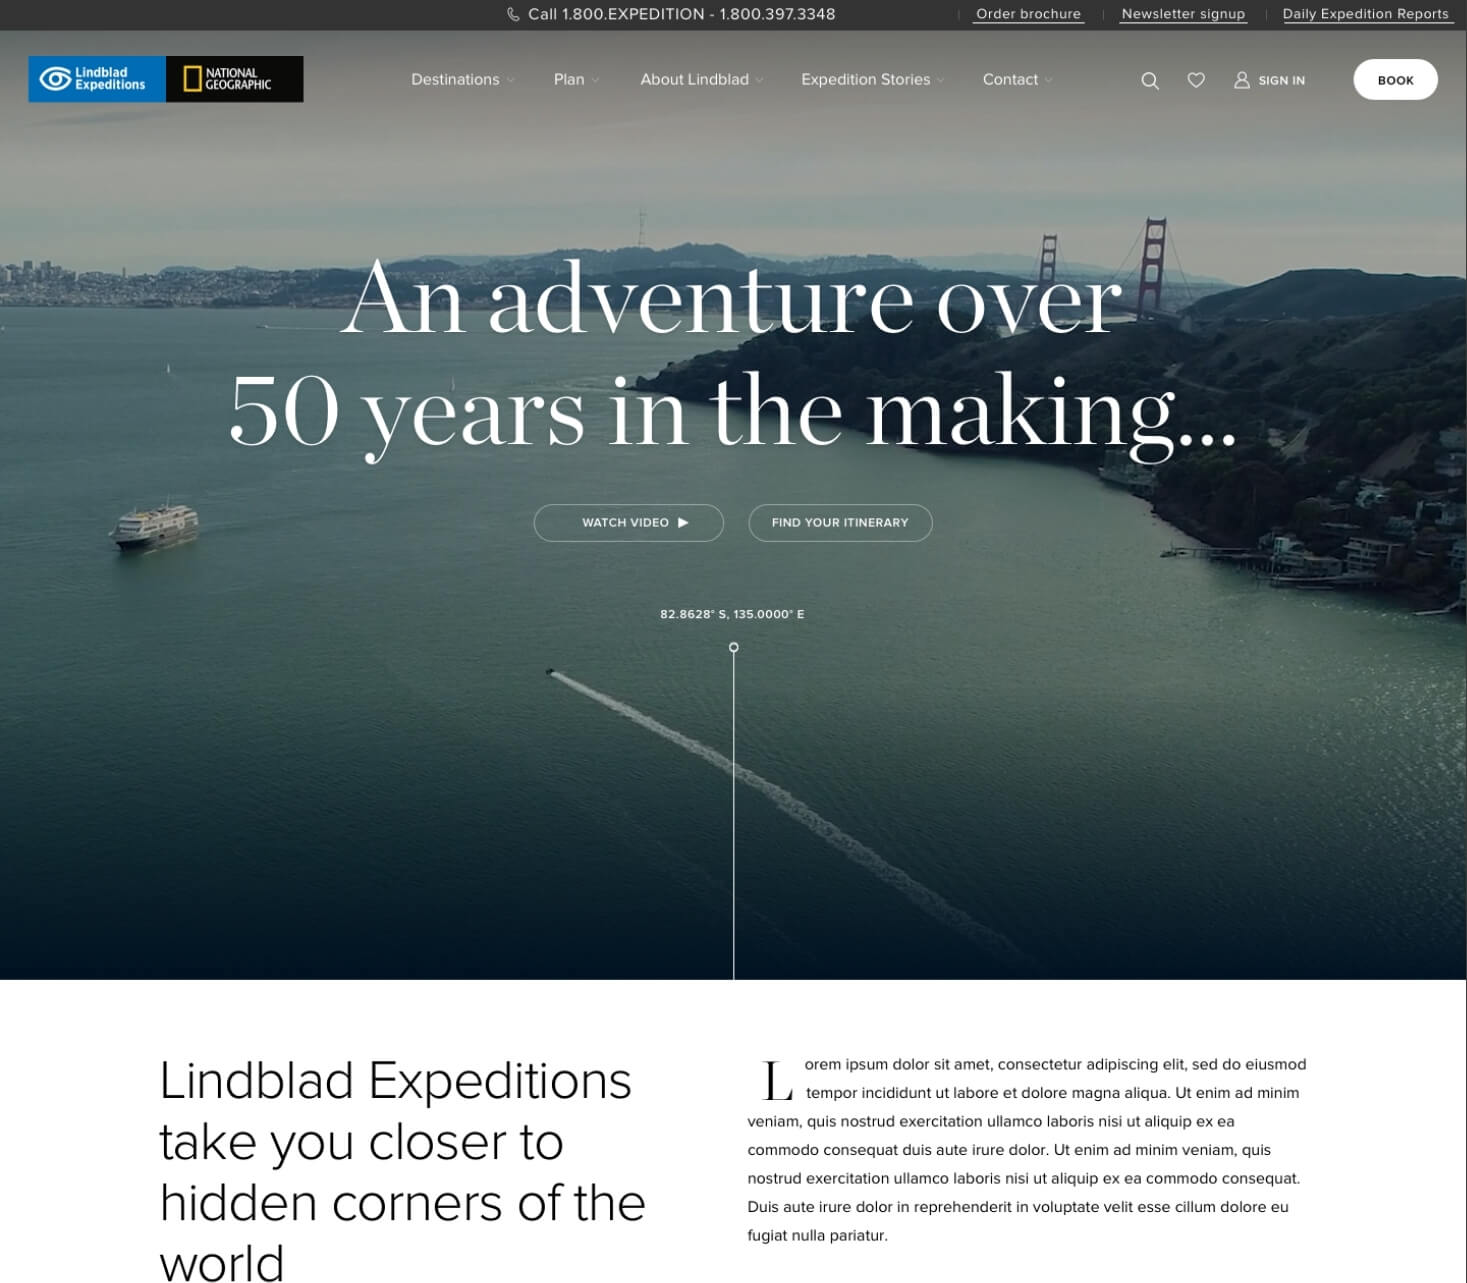 Call 1.800.EXPEDITION - 1.800.397.3348
Order brochure
Newsletter signup
Daily Expedition Reports
Lindblad
Expeditions
NATIONAL
GEOGRAPHIC
Destinations
Plan
About Lindblad
Expedition Stories
Contact
SIGN IN
BOOK
An adventure over
50 years in the making...
WATCH VIDEO
FIND YOUR ITINERARY
82.8628° S, 135.0000° E
Lindblad Expeditions
take you closer to
hidden corners of the
world
Lorem ipsum dolor sit amet, consectetur adipiscing elit, sed do eiusmod
tempor incididunt ut labore et dolore magna aliqua. Ut enim ad minim
veniam, quis nostrud exercitation ullamco laboris nisi ut aliquip ex ea
commodo consequat duis aute irure dolor. Ut enim ad minim veniam, quis
nostrud exercitation ullamco laboris nisi ut aliquip ex ea commodo consequat.
Duis aute irure dolor in reprehenderit in voluptate velit esse cillum dolore eu
fugiat nulla pariatur.